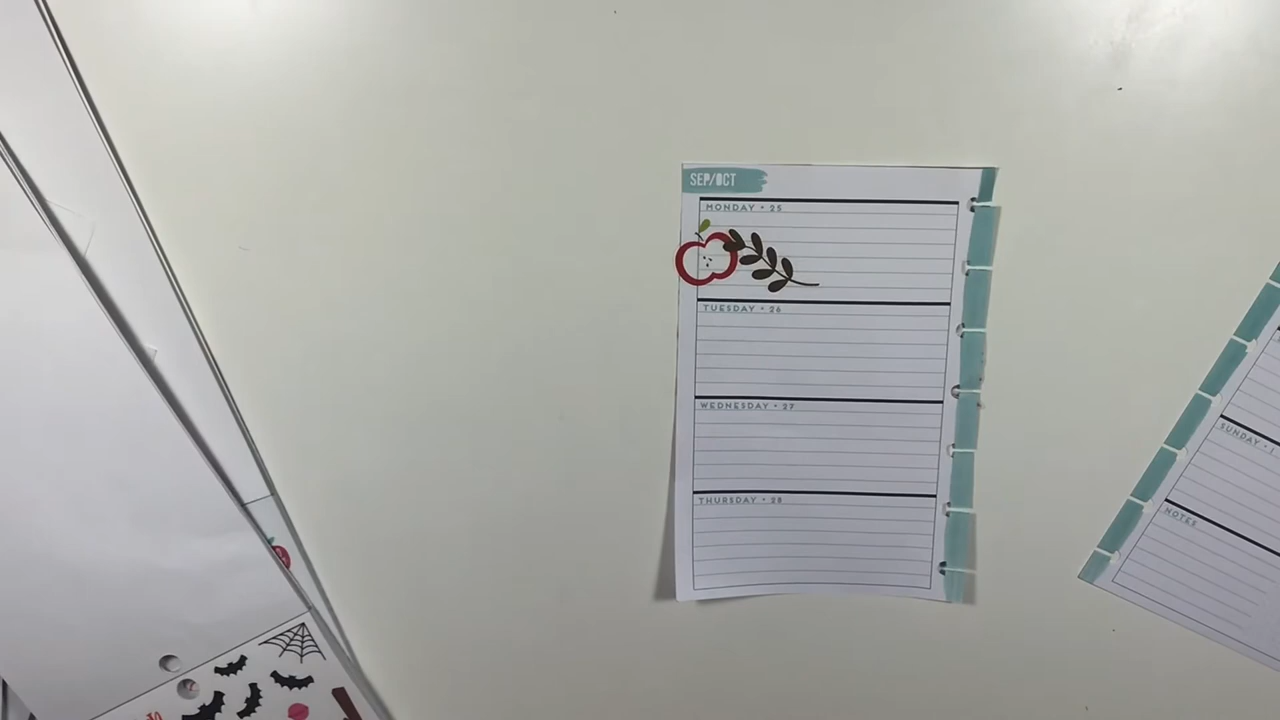 SEP/OCT
MONDAY • 25
TUESDAY • 26
WEDNESDAY • 27
THURSDAY • 28
SUNDAY • 1
NOTES